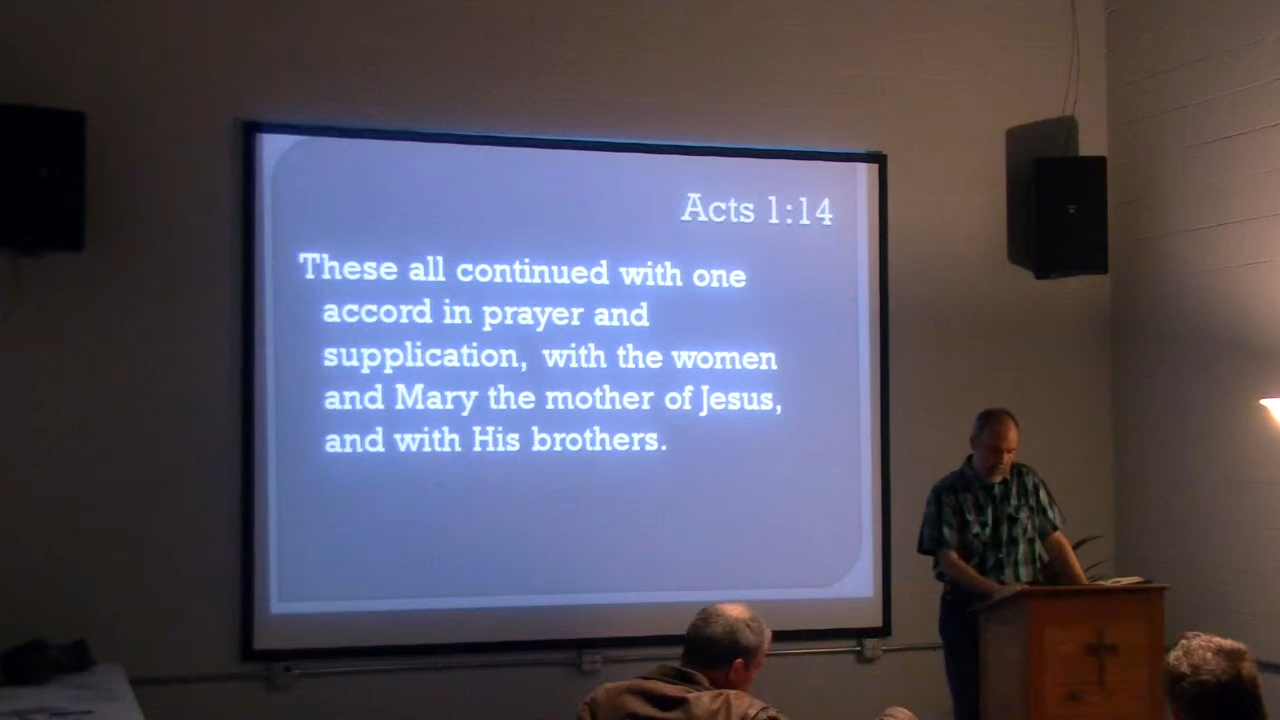 Acts 1:14
These all continued with one
accord in prayer and
supplication, with the women
and Mary the mother of Jesus,
and with His brothers.